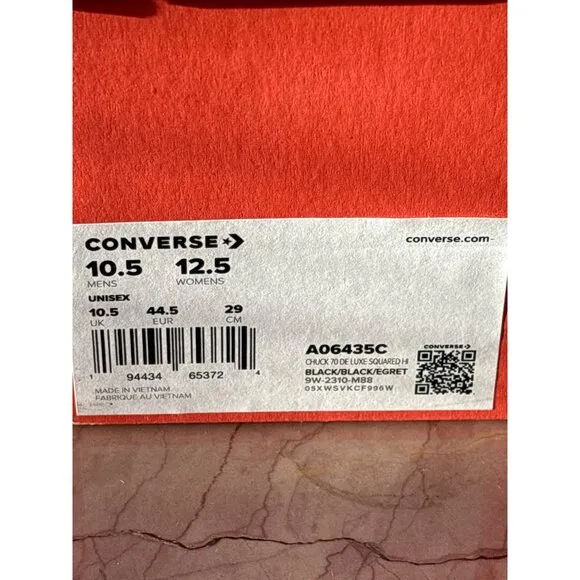 CONVERSE
converse.com
10.5 12.5
MENS WOMENS
UNISEX
10.5 44.5 29
UK EUR CM
1 94434 65372 4
MADE IN VIETNAM
FABRIQUE AU VIETNAM
A06435C
CHUCK 70 DE LUXE SQUARED HI
BLACK/BLACK/EGRET
9W-2310-M88
05XWSVKCF996W
CONVERSE